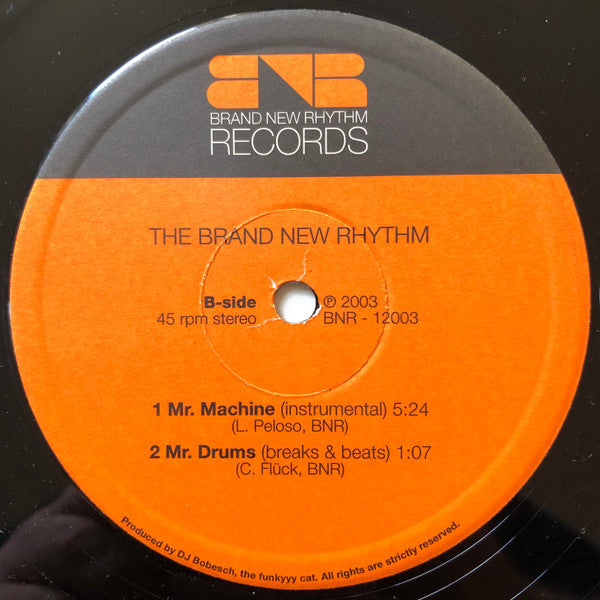 BNR
BRAND NEW RHYTHM
RECORDS
THE BRAND NEW RHYTHM
B-side ℗ 2003
45 rpm stereo BNR - 12003
1 Mr. Machine (instrumental) 5:24
(L. Peloso, BNR)
2 Mr. Drums (breaks & beats) 1:07
(C. Flück, BNR)
Produced by DJ Bobesch, the funkyyy cat. All rights are strictly reserved.